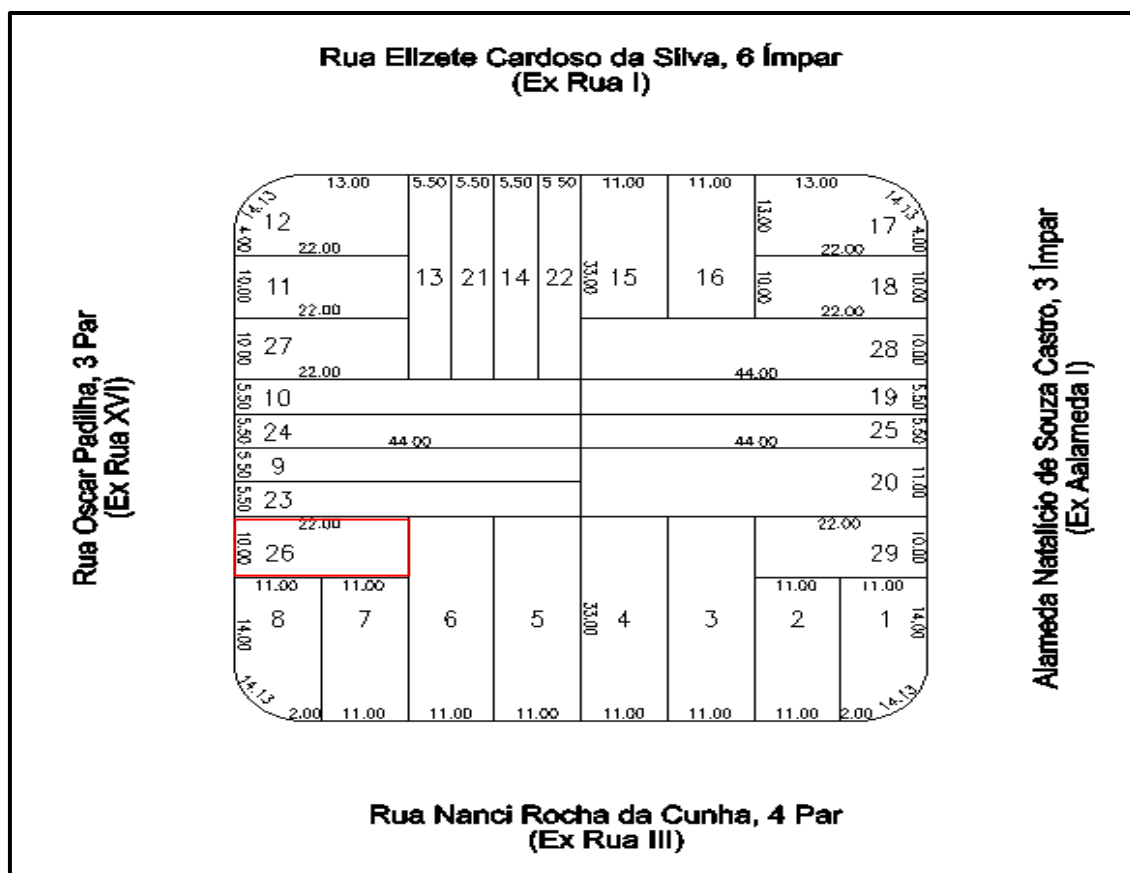 Rua Elizete Cardoso da Silva, 6 Ímpar
(Ex Rua I)
13.00 5.50 5.50 5.50 5.50 11.00 11.00 13.00
14.13 14.13
12 13.00 17
4.00 4.00
22.00 22.00
10.00 11 13 21 14 22 33.00 15 16 10.00 18 10.00
22.00 22.00
10.00 27 28 10.00
22.00 44.00
5.50 10 19 5.50
5.50 24 44.00 44.00 25 5.50
5.50 9
20 11.00
5.50 23
22.00 22.00
10.00 26 29 10.00
11.00 11.00 11.00 11.00
14.00 8 7 6 5 33.00 4 3 2 1 14.00
14.13 14.13
2.00 11.00 11.00 11.00 11.00 11.00 11.00 2.00
Rua Oscar Padilha, 3 Par
(Ex Rua XVI)
Alameda Natalício de Souza Castro, 3 Ímpar
(Ex Aalameda I)
Rua Nanci Rocha da Cunha, 4 Par
(Ex Rua III)